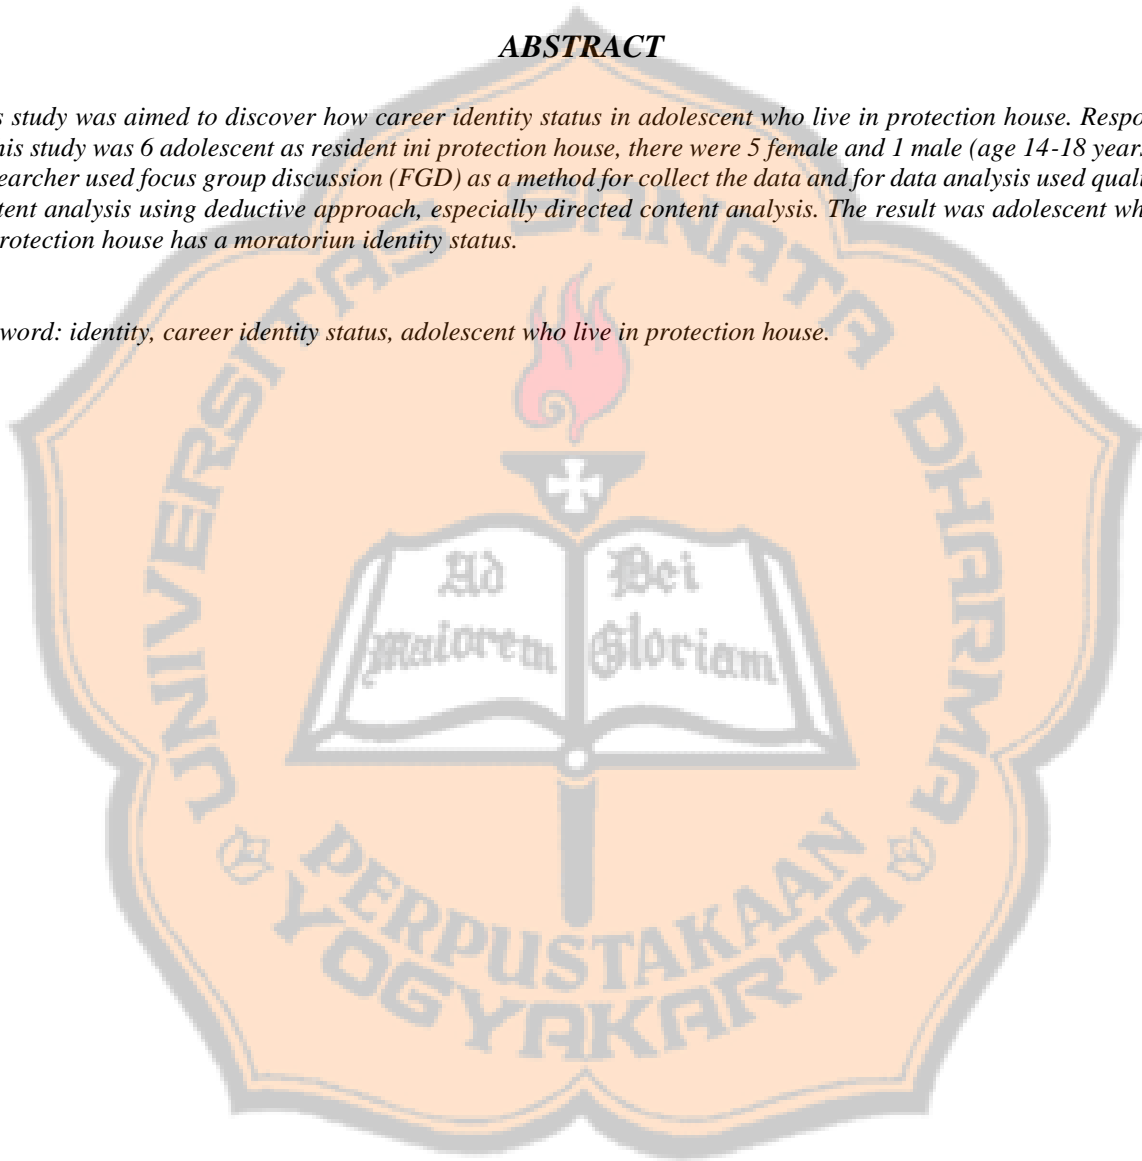 ABSTRACT
s study was aimed to discover how career identity status in adolescent who live in protection house. Respo
his study was 6 adolescent as resident ini protection house, there were 5 female and 1 male (age 14-18 years
earcher used focus group discussion (FGD) as a method for collect the data and for data analysis used quali
tent analysis using deductive approach, especially directed content analysis. The result was adolescent wh
protection house has a moratoriun identity status.
word: identity, career identity status, adolescent who live in protection house.
UNIVERSITAS SANATA DHARMA
Ad Dei
Maiorem Gloriam
PERPUSTAKAAN
YOGYAKARTA